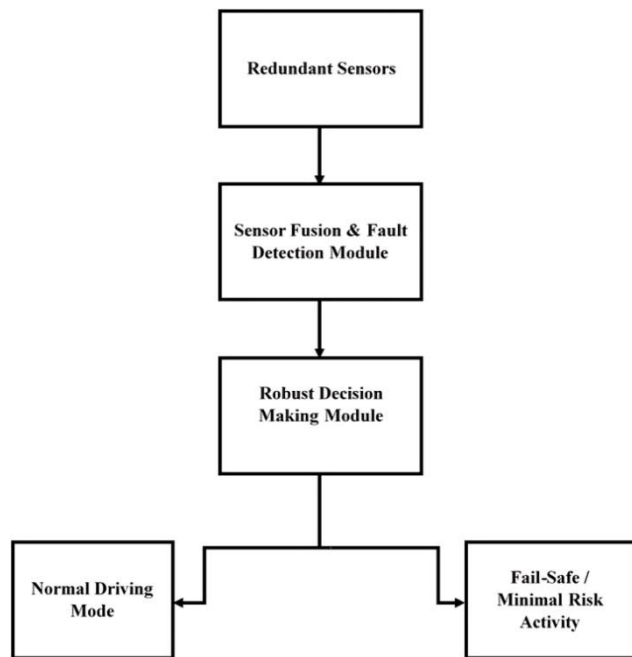 Redundant Sensors
Sensor Fusion & Fault
Detection Module
Robust Decision
Making Module
Normal Driving
Mode
Fail-Safe /
Minimal Risk
Activity